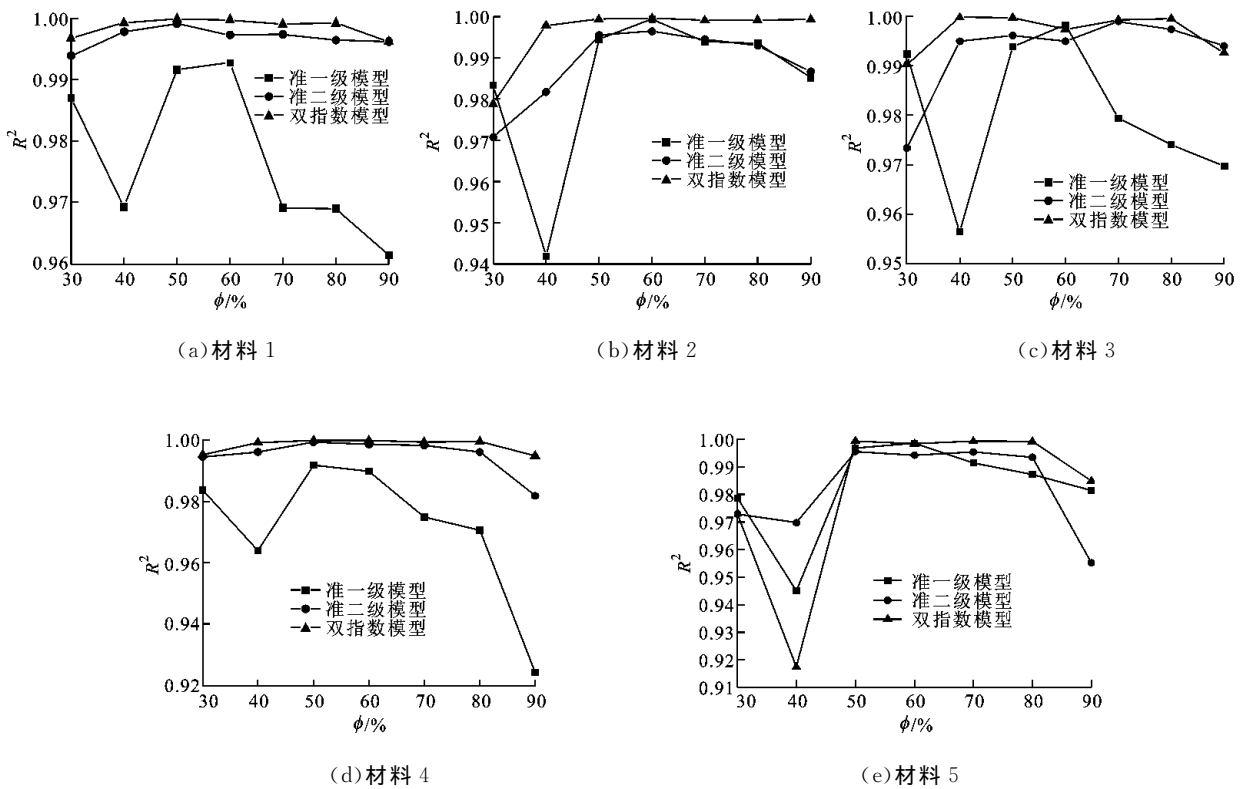 1.00
0.99
0.98
0.97
0.96
R²
30 40 50 60 70 80 90
ϕ/%
准一级模型
准二级模型
双指数模型
(a)材料 1
1.00
0.99
0.98
0.97
0.96
0.95
0.94
R²
30 40 50 60 70 80 90
ϕ/%
准一级模型
准二级模型
双指数模型
(b)材料 2
1.00
0.99
0.98
0.97
0.96
0.95
R²
30 40 50 60 70 80 90
ϕ/%
准一级模型
准二级模型
双指数模型
(c)材料 3
1.00
0.98
0.96
0.94
0.92
R²
30 40 50 60 70 80 90
ϕ/%
准一级模型
准二级模型
双指数模型
(d)材料 4
1.00
0.99
0.98
0.97
0.96
0.95
0.94
0.93
0.92
0.91
R²
30 40 50 60 70 80 90
ϕ/%
准一级模型
准二级模型
双指数模型
(e)材料 5